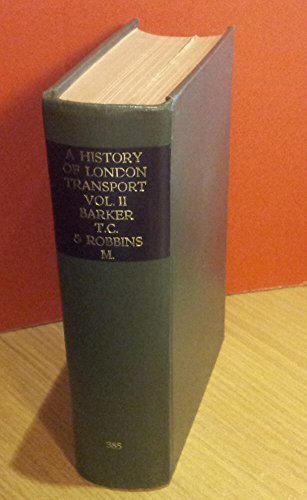 A HISTORY
OF LONDON
TRANSPORT
VOL. II
BARKER
T.C.
& ROBBINS
M.
385